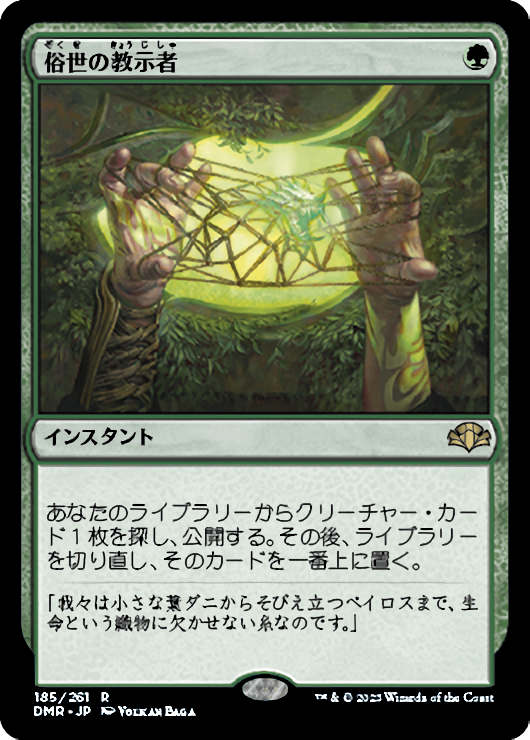 ぞくせ きょうじしゃ
俗世の教示者
インスタント
あなたのライブラリーからクリーチャー・カー
ド１枚を探し、公開する。その後、ライブラリー
を切り直し、そのカードを一番上に置く。
「我々は小さな葉ダニからそびえ立つベイロスまで、生
命という織物に欠かせない糸なのです。」
185/261 R
™ & © 2023 Wizards of the Coast
DMR • JP Volkan Baǵa